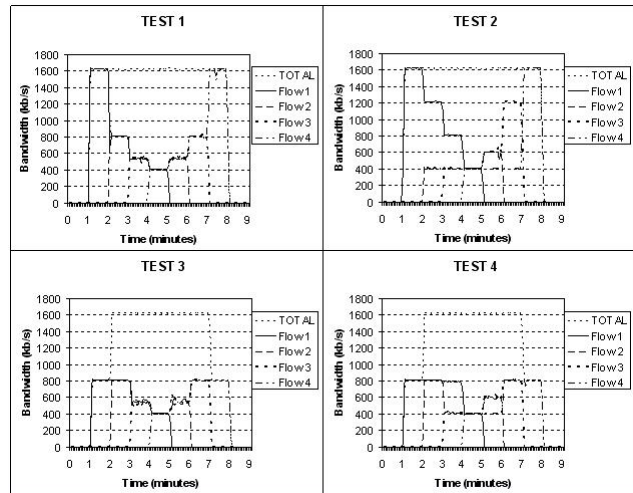 TEST 1
Bandwidth (kb/s)
1800
1600
1400
1200
1000
800
600
400
200
0
0 1 2 3 4 5 6 7 8 9
Time (minutes)
TOTAL
Flow1
Flow2
Flow3
Flow4
TEST 2
Bandwidth (kb/s)
1800
1600
1400
1200
1000
800
600
400
200
0
0 1 2 3 4 5 6 7 8 9
Time (minutes)
TOTAL
Flow1
Flow2
Flow3
Flow4
TEST 3
Bandwidth (kb/s)
1800
1600
1400
1200
1000
800
600
400
200
0
0 1 2 3 4 5 6 7 8 9
Time (minutes)
TOTAL
Flow1
Flow2
Flow3
Flow4
TEST 4
Bandwidth (kb/s)
1800
1600
1400
1200
1000
800
600
400
200
0
0 1 2 3 4 5 6 7 8 9
Time (minutes)
TOTAL
Flow1
Flow2
Flow3
Flow4